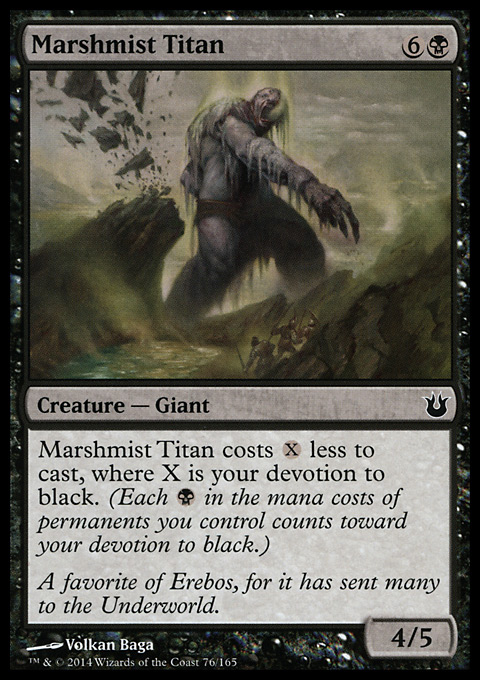 Marshmist Titan 6
Creature — Giant
Marshmist Titan costs X less to
cast, where X is your devotion to
black. (Each in the mana costs of
permanents you control counts toward
your devotion to black.)
A favorite of Erebos, for it has sent many
to the Underworld.
Volkan Baga
4/5
™ & © 2014 Wizards of the Coast 76/165